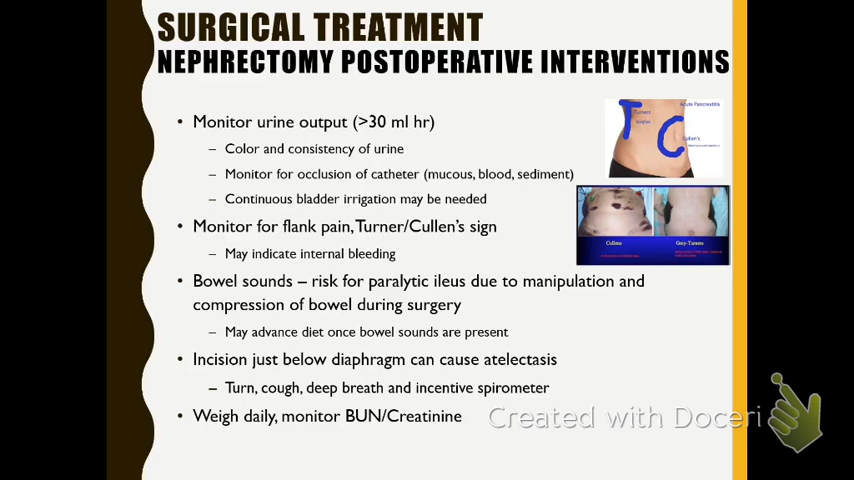 SURGICAL TREATMENT
NEPHRECTOMY POSTOPERATIVE INTERVENTIONS
• Monitor urine output (>30 ml hr)
– Color and consistency of urine
– Monitor for occlusion of catheter (mucous, blood, sediment)
– Continuous bladder irrigation may be needed
• Monitor for flank pain, Turner/Cullen's sign
– May indicate internal bleeding
• Bowel sounds – risk for paralytic ileus due to manipulation and
compression of bowel during surgery
– May advance diet once bowel sounds are present
• Incision just below diaphragm can cause atelectasis
– Turn, cough, deep breath and incentive spirometer
• Weigh daily, monitor BUN/Creatinine
Acute Pancreatitis
T
Turners
C
Cullen's
Cullins
Grey-Turners
Created with Doceri